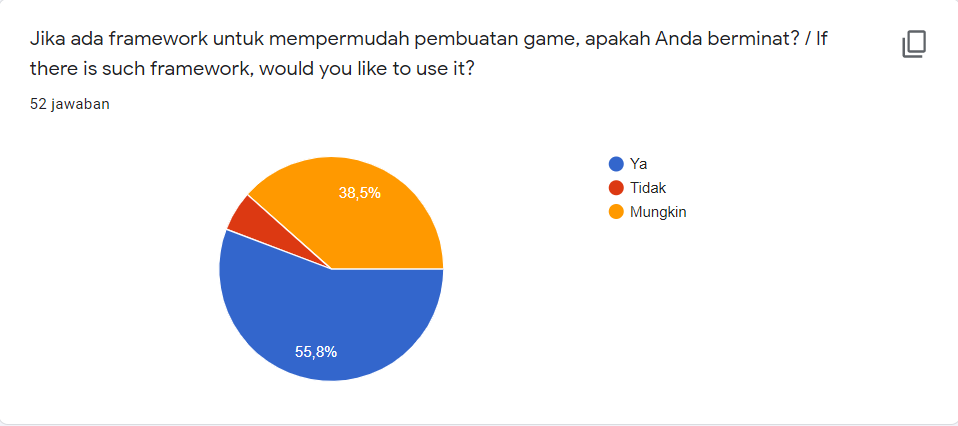 Jika ada framework untuk mempermudah pembuatan game, apakah Anda berminat? / If
there is such framework, would you like to use it?
52 jawaban
Ya
Tidak
Mungkin
38,5%
55,8%